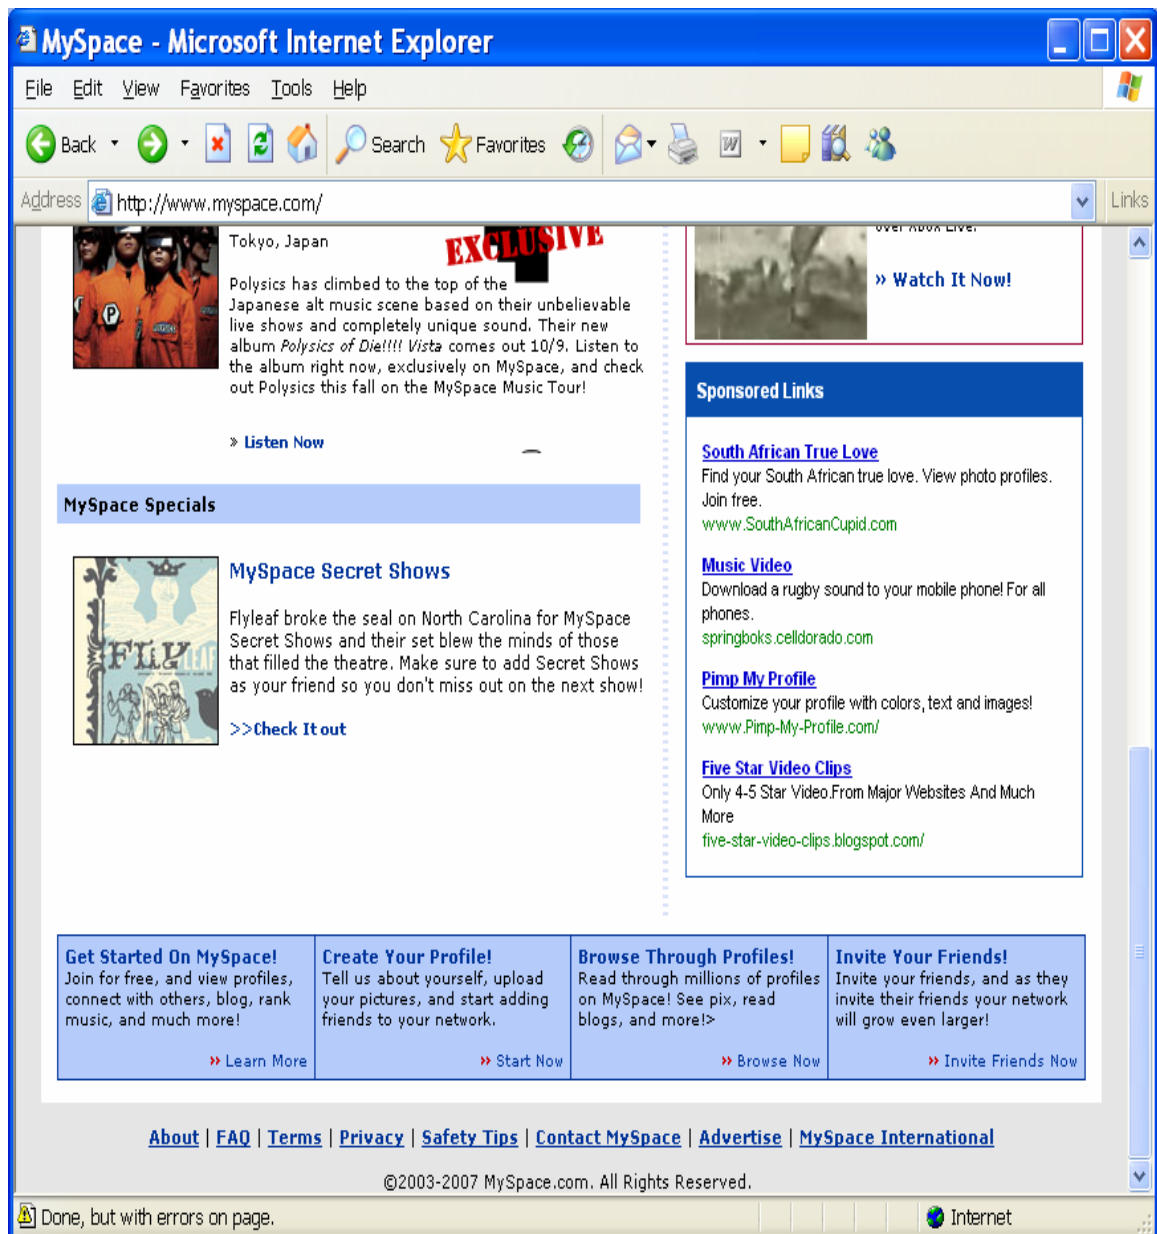 MySpace - Microsoft Internet Explorer
File Edit View Favorites Tools Help
Back Search Favorites
Address http://www.myspace.com/ Links
Tokyo, Japan
EXCLUSIVE
Polysics has climbed to the top of the
Japanese alt music scene based on their unbelievable
live shows and completely unique sound. Their new
album Polysics of Die!!!! Vista comes out 10/9. Listen to
the album right now, exclusively on MySpace, and check
out Polysics this fall on the MySpace Music Tour!
» Listen Now
MySpace Specials
FLYLEAF
MySpace Secret Shows
Flyleaf broke the seal on North Carolina for MySpace
Secret Shows and their set blew the minds of those
that filled the theatre. Make sure to add Secret Shows
as your friend so you don't miss out on the next show!
>>Check It out
over Xbox Live.
» Watch It Now!
Sponsored Links
South African True Love
Find your South African true love. View photo profiles.
Join free.
www.SouthAfricanCupid.com
Music Video
Download a rugby sound to your mobile phone! For all
phones.
springboks.celldorado.com
Pimp My Profile
Customize your profile with colors, text and images!
www.Pimp-My-Profile.com/
Five Star Video Clips
Only 4-5 Star Video.From Major Websites And Much
More
five-star-video-clips.blogspot.com/
Get Started On MySpace!
Join for free, and view profiles,
connect with others, blog, rank
music, and much more!
» Learn More
Create Your Profile!
Tell us about yourself, upload
your pictures, and start adding
friends to your network.
» Start Now
Browse Through Profiles!
Read through millions of profiles
on MySpace! See pix, read
blogs, and more!>
» Browse Now
Invite Your Friends!
Invite your friends, and as they
invite their friends your network
will grow even larger!
» Invite Friends Now
About | FAQ | Terms | Privacy | Safety Tips | Contact MySpace | Advertise | MySpace International
©2003-2007 MySpace.com. All Rights Reserved.
Done, but with errors on page. Internet